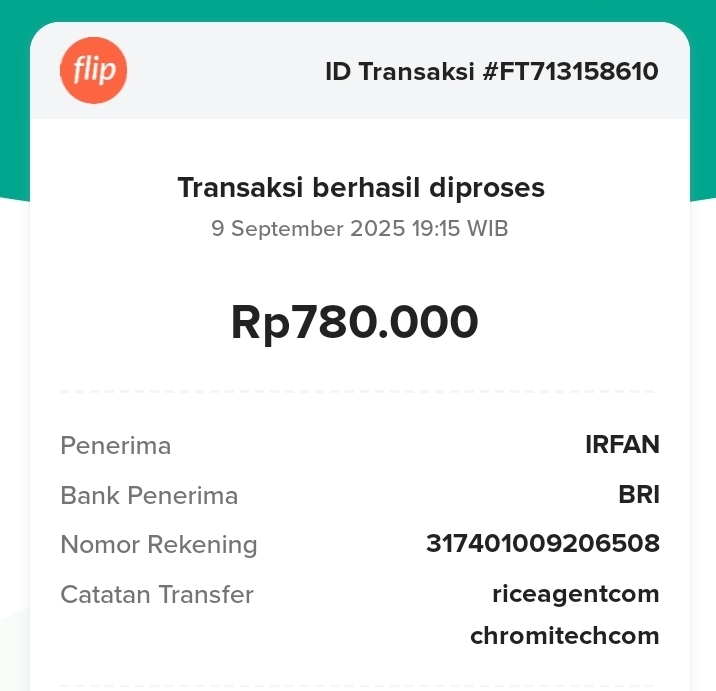 flip
ID Transaksi #FT713158610
Transaksi berhasil diproses
9 September 2025 19:15 WIB
Rp780.000
Penerima IRFAN
Bank Penerima BRI
Nomor Rekening 317401009206508
Catatan Transfer riceagentcom
chromitechcom